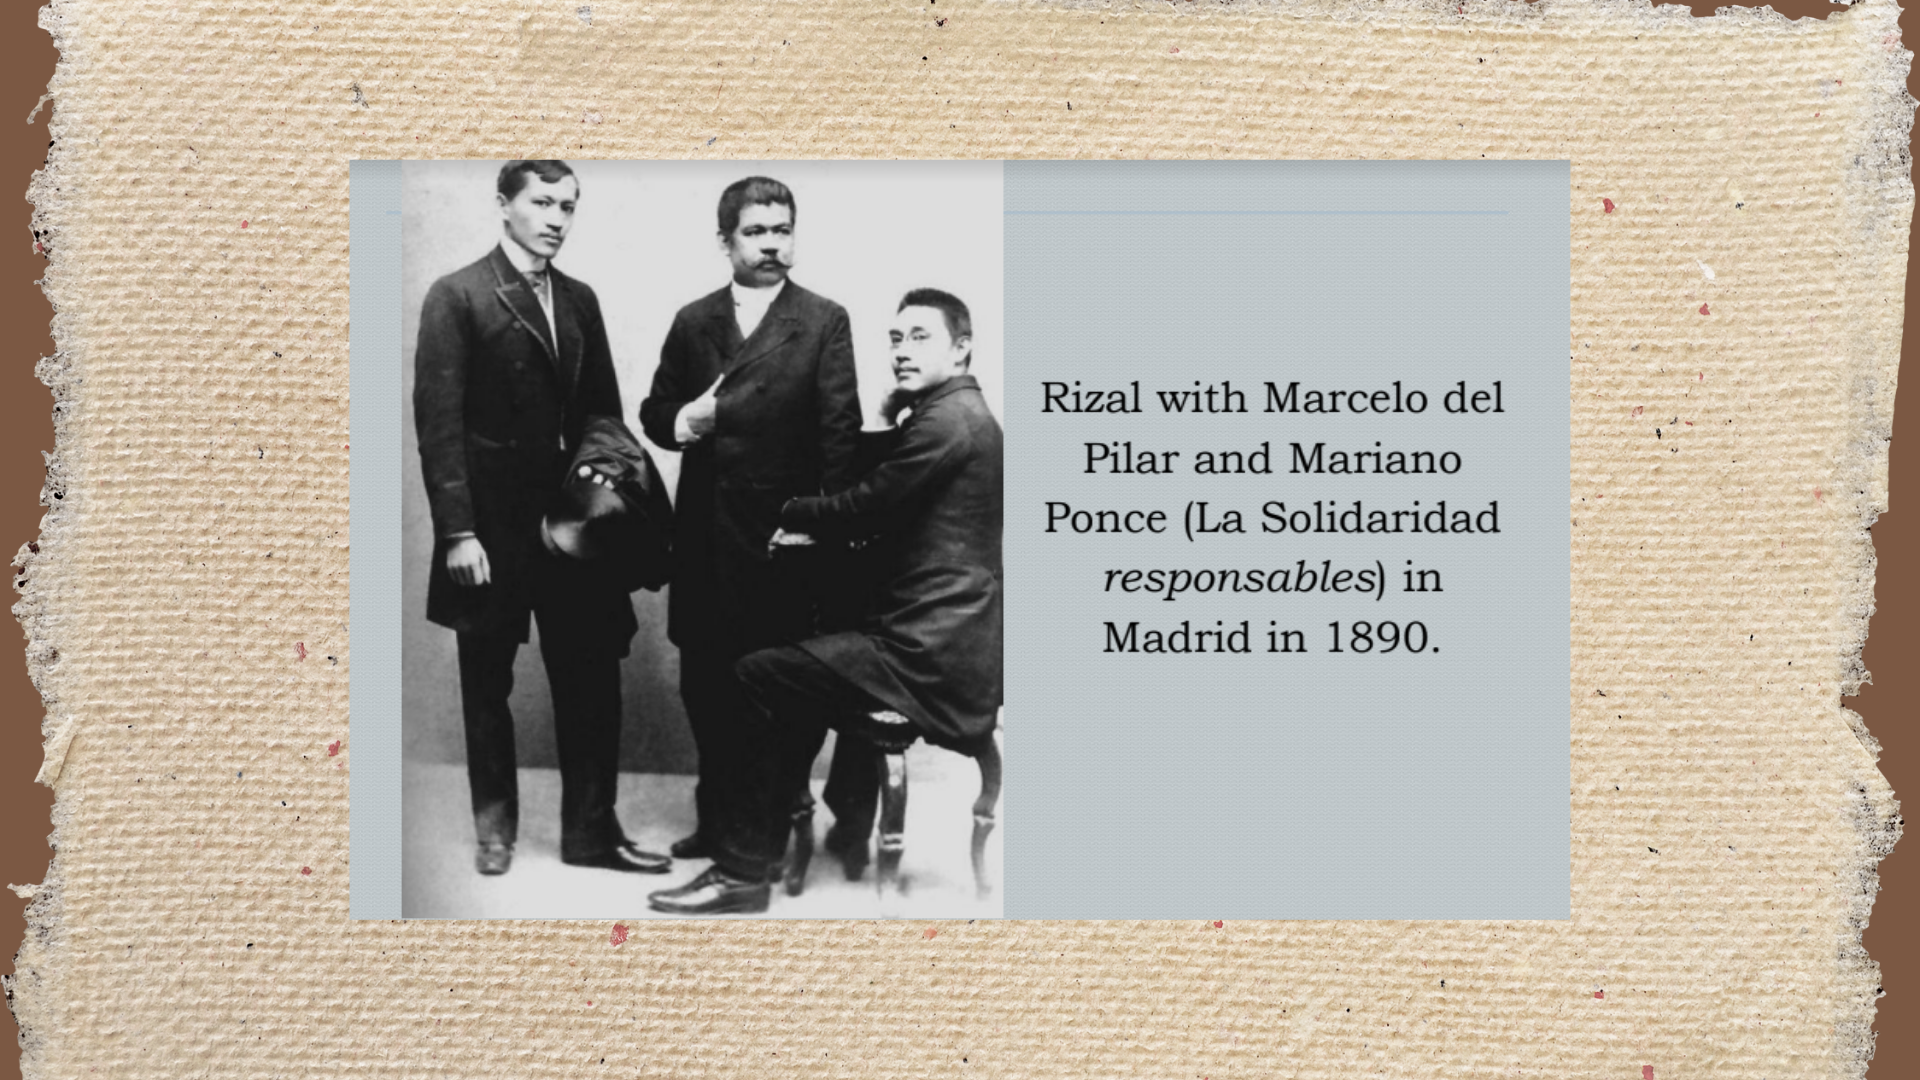 Rizal with Marcelo del
Pilar and Mariano
Ponce (La Solidaridad
responsables) in
Madrid in 1890.